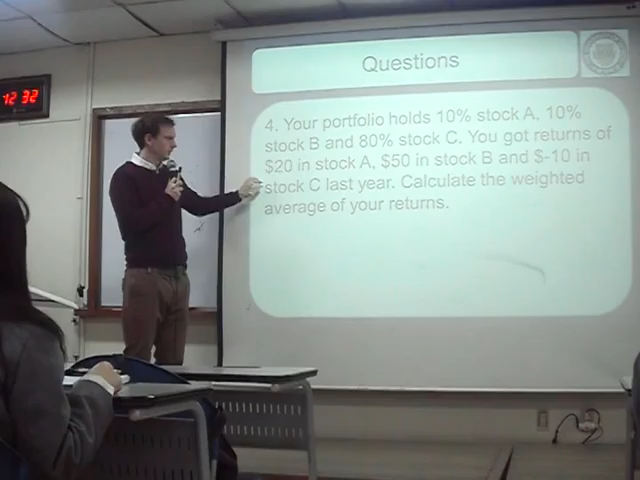 12 32
Questions
4. Your portfolio holds 10% stock A, 10%
stock B and 80% stock C. You got returns of
$20 in stock A, $50 in stock B and $-10 in
stock C last year. Calculate the weighted
average of your returns.